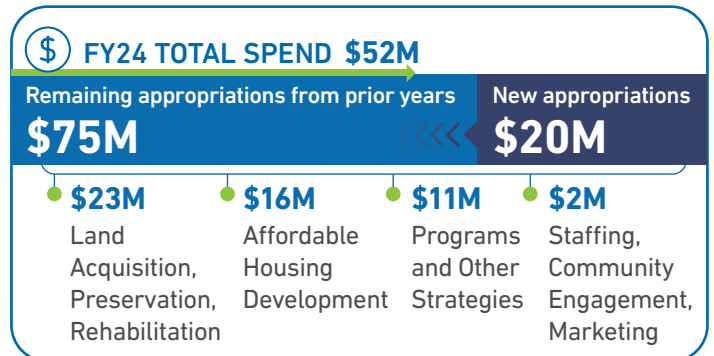 $ FY24 TOTAL SPEND $52M
Remaining appropriations from prior years
$75M
New appropriations
$20M
$23M
Land
Acquisition,
Preservation,
Rehabilitation
$16M
Affordable
Housing
Development
$11M
Programs
and Other
Strategies
$2M
Staffing,
Community
Engagement,
Marketing